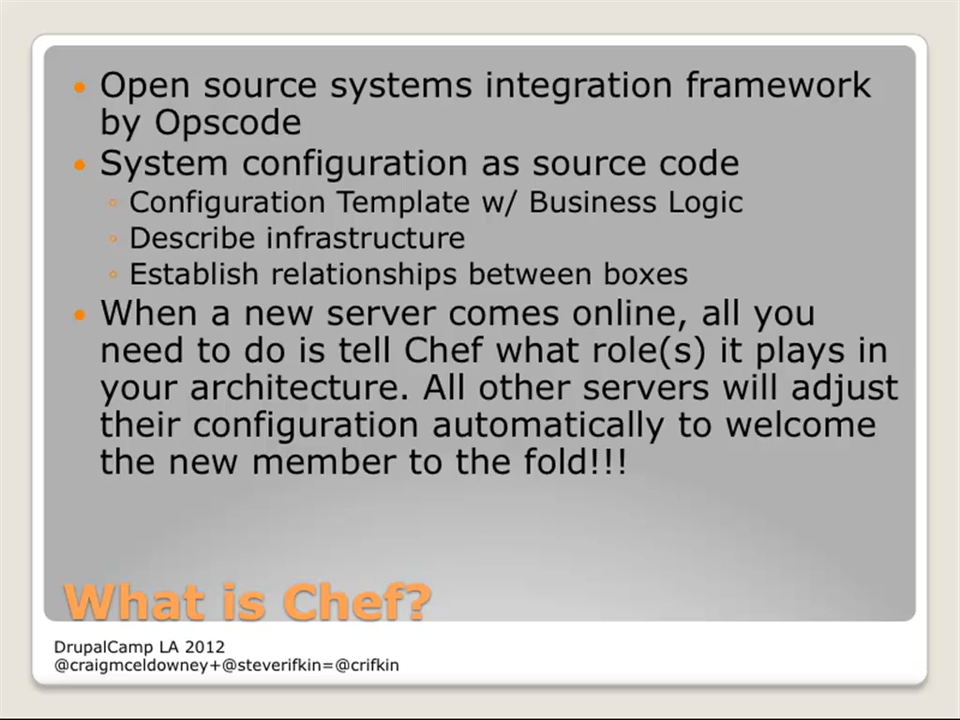 Open source systems integration framework
by Opscode
System configuration as source code
Configuration Template w/ Business Logic
Describe infrastructure
Establish relationships between boxes
When a new server comes online, all you
need to do is tell Chef what role(s) it plays in
your architecture. All other servers will adjust
their configuration automatically to welcome
the new member to the fold!!!
What is Chef?
DrupalCamp LA 2012
@craigmceldowney+@steverifkin=@crifkin